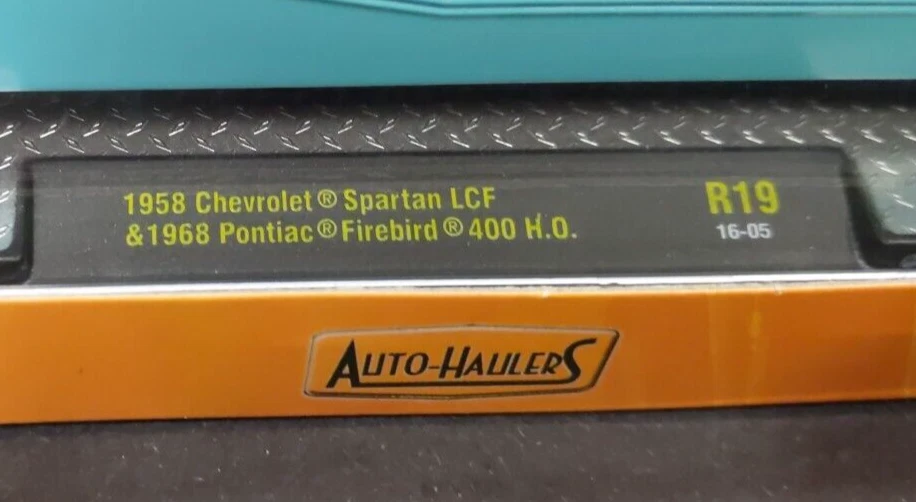 1958 Chevrolet® Spartan LCF
&1968 Pontiac® Firebird® 400 H.O.
R19
16-05
AUTO-HAULERS